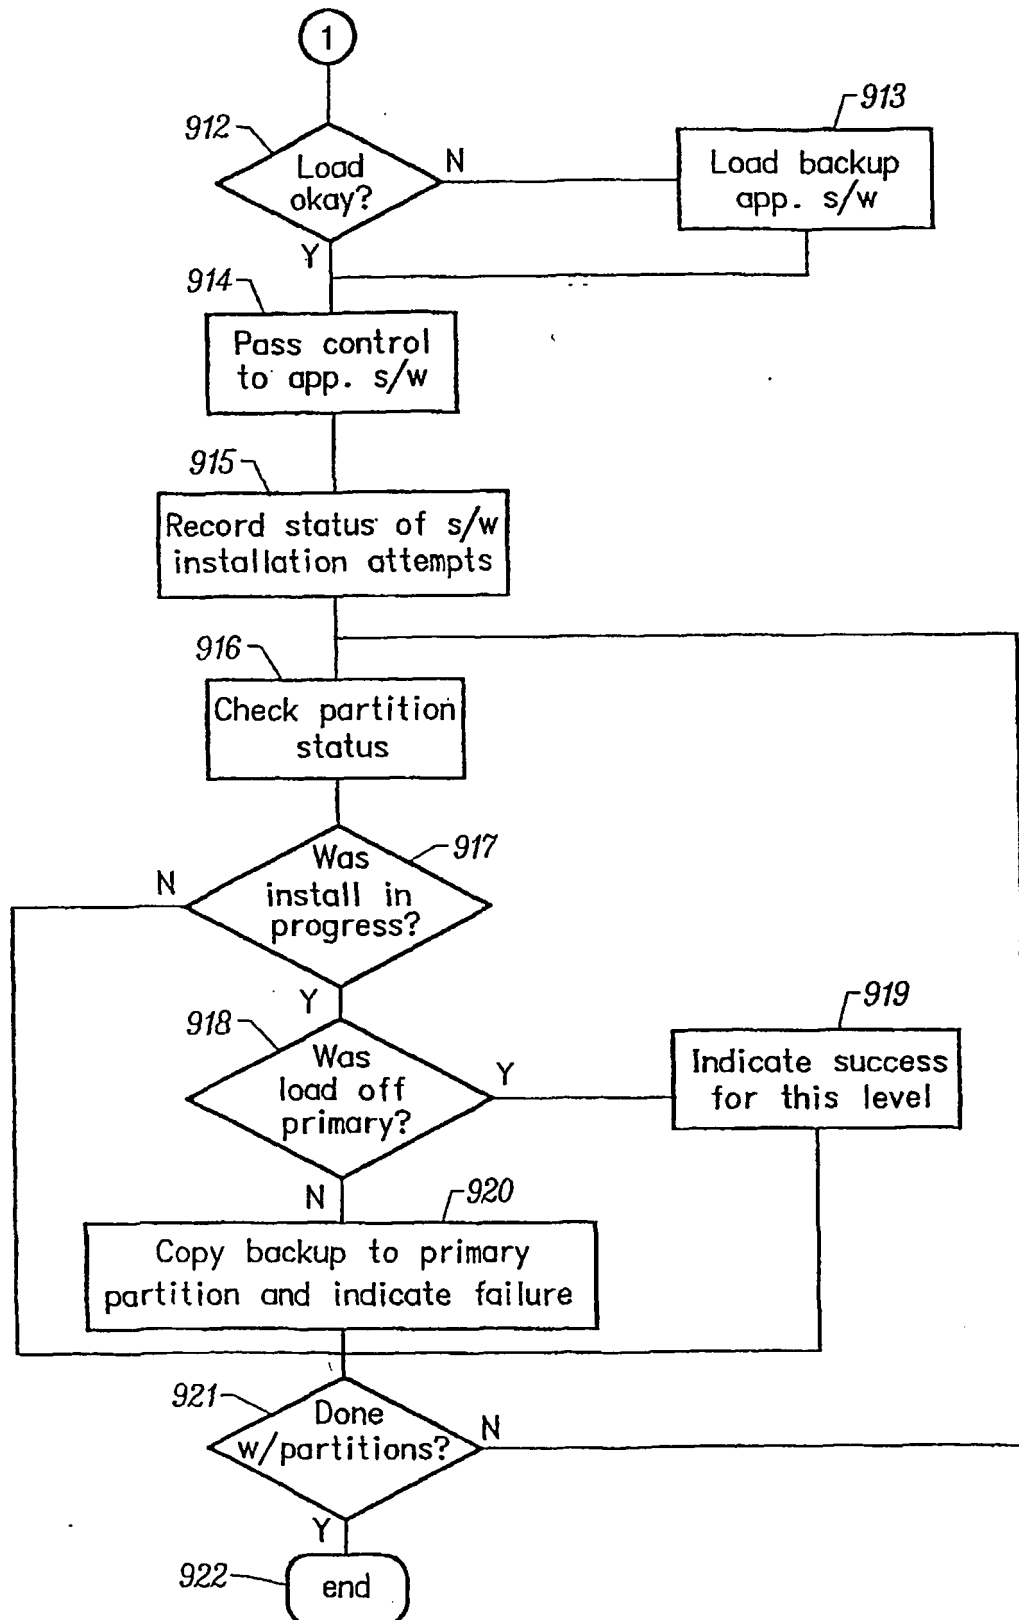 1
912
Load
okay?
N
913
Load backup
app. s/w
Y
914
Pass control
to app. s/w
915
Record status of s/w
installation attempts
916
Check partition
status
917
Was
install in
progress?
N
Y
918
Was
load off
primary?
Y
919
Indicate success
for this level
N
920
Copy backup to primary
partition and indicate failure
921
Done
w/partitions?
N
Y
922
end